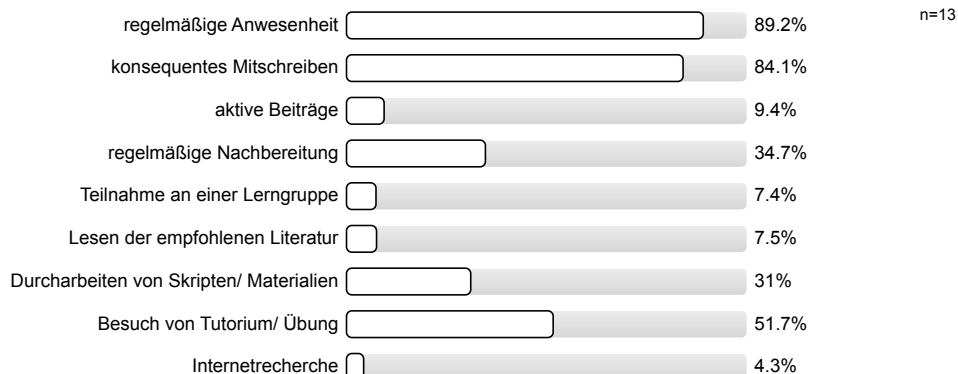 regelmäßige Anwesenheit 89.2% n=13
konsequentes Mitschreiben 84.1%
aktive Beiträge 9.4%
regelmäßige Nachbereitung 34.7%
Teilnahme an einer Lerngruppe 7.4%
Lesen der empfohlenen Literatur 7.5%
Durcharbeiten von Skripten/ Materialien 31%
Besuch von Tutorium/ Übung 51.7%
Internetrecherche 4.3%